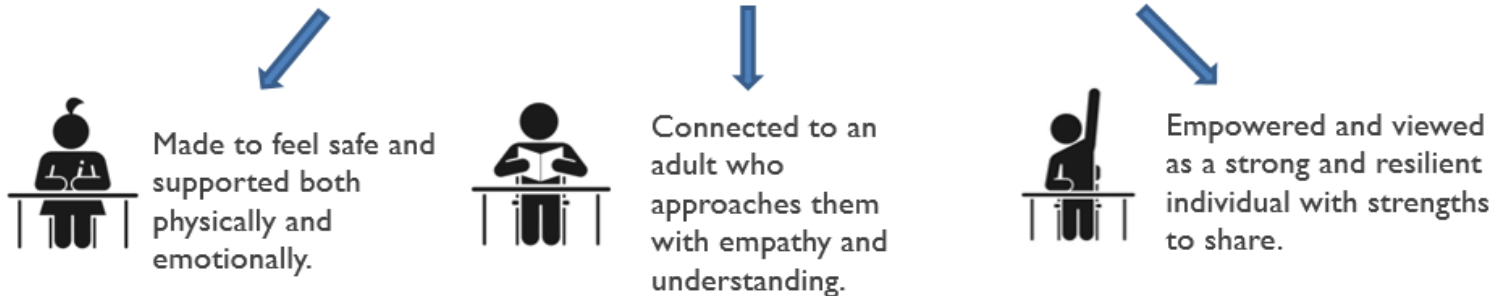 Made to feel safe and
supported both
physically and
emotionally.
Connected to an
adult who
approaches them
with empathy and
understanding.
Empowered and viewed
as a strong and resilient
individual with strengths
to share.